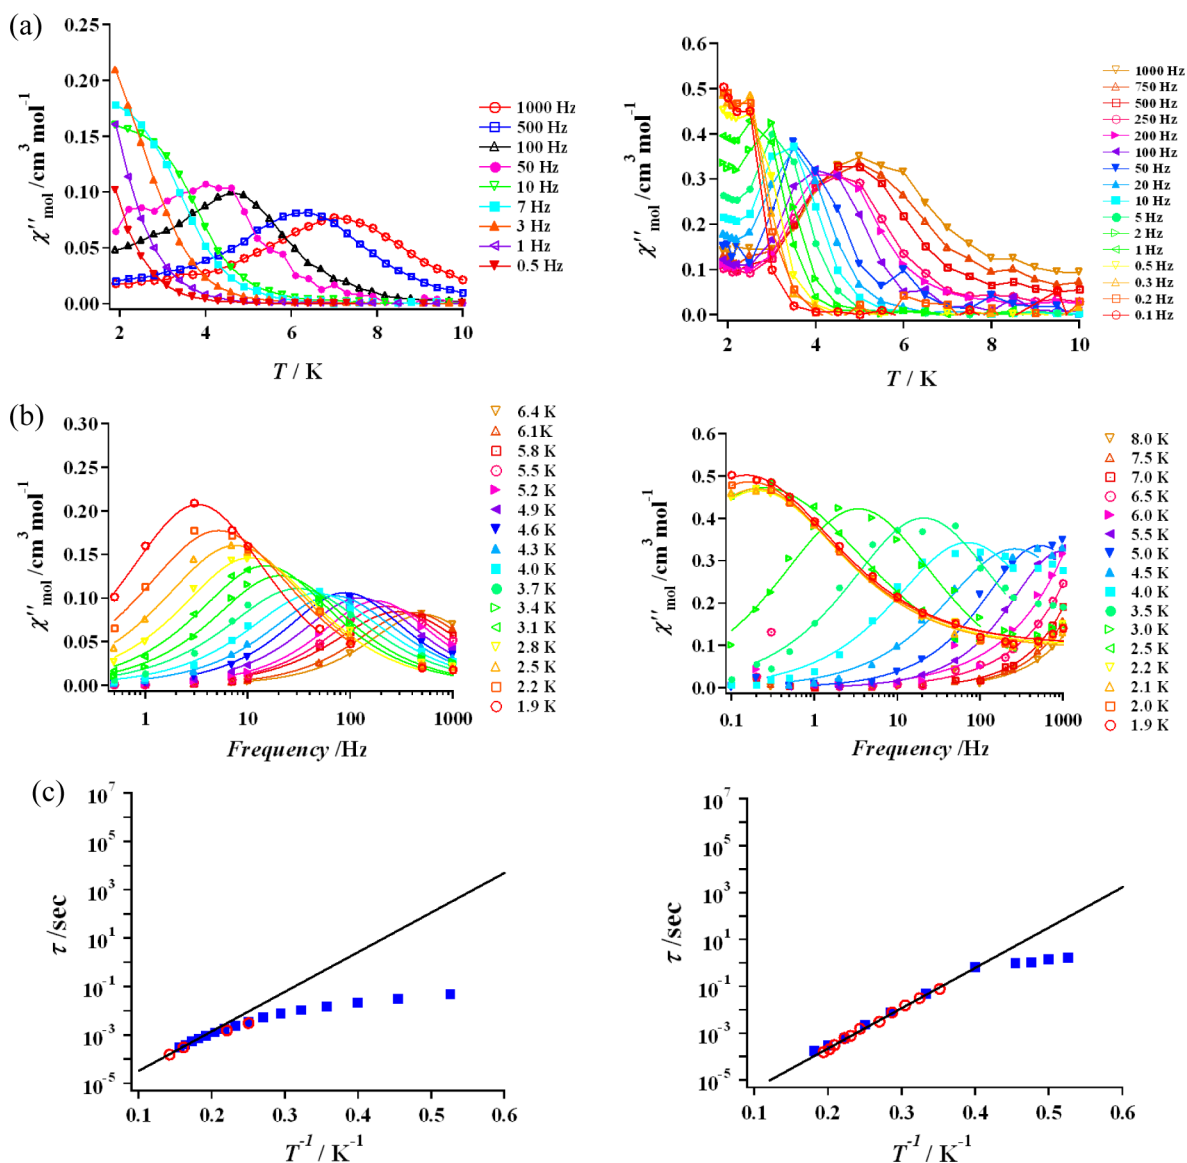 (a)
0.25
0.20
0.15
0.10
0.05
0.00
χ″mol /cm³ mol⁻¹
2 4 6 8 10
T / K
1000 Hz
500 Hz
100 Hz
50 Hz
10 Hz
7 Hz
3 Hz
1 Hz
0.5 Hz
0.6
0.5
0.4
0.3
0.2
0.1
0.0
χ″mol /cm³ mol⁻¹
2 4 6 8 10
T / K
1000 Hz
750 Hz
500 Hz
250 Hz
200 Hz
100 Hz
50 Hz
20 Hz
10 Hz
5 Hz
2 Hz
1 Hz
0.5 Hz
0.3 Hz
0.2 Hz
0.1 Hz
(b)
0.30
0.25
0.20
0.15
0.10
0.05
0.00
χ″mol /cm³ mol⁻¹
1 10 100 1000
Frequency /Hz
6.4 K
6.1K
5.8 K
5.5 K
5.2 K
4.9 K
4.6 K
4.3 K
4.0 K
3.7 K
3.4 K
3.1 K
2.8 K
2.5 K
2.2 K
1.9 K
0.6
0.5
0.4
0.3
0.2
0.1
0.0
χ″mol /cm³ mol⁻¹
0.1 1 10 100 1000
Frequency /Hz
8.0 K
7.5 K
7.0 K
6.5 K
6.0 K
5.5 K
5.0 K
4.5 K
4.0 K
3.5 K
3.0 K
2.5 K
2.2 K
2.1 K
2.0 K
1.9 K
(c)
10⁷
10⁵
10³
10¹
10⁻¹
10⁻³
10⁻⁵
τ /sec
0.1 0.2 0.3 0.4 0.5 0.6
T⁻¹ / K⁻¹
10⁷
10⁵
10³
10¹
10⁻¹
10⁻³
10⁻⁵
τ /sec
0.1 0.2 0.3 0.4 0.5 0.6
T⁻¹ / K⁻¹